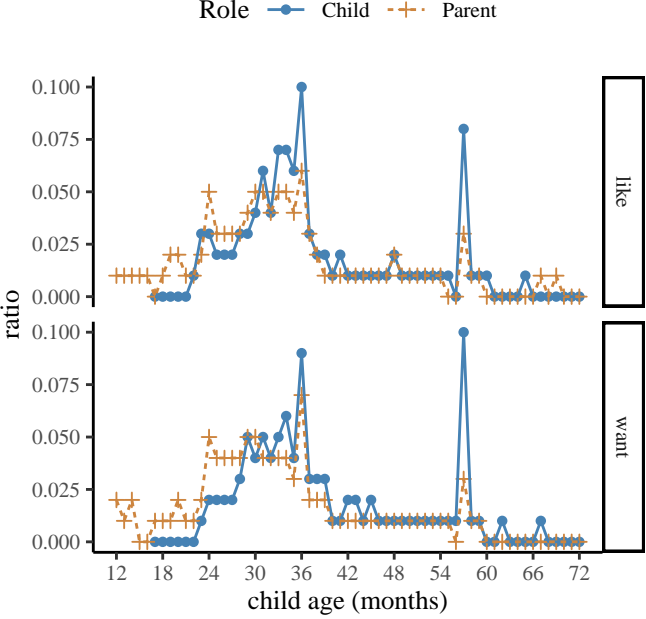 Role Child Parent
0.100
0.075
0.050
0.025
0.000
like
0.100
0.075
0.050
0.025
0.000
want
ratio
12 18 24 30 36 42 48 54 60 66 72
child age (months)